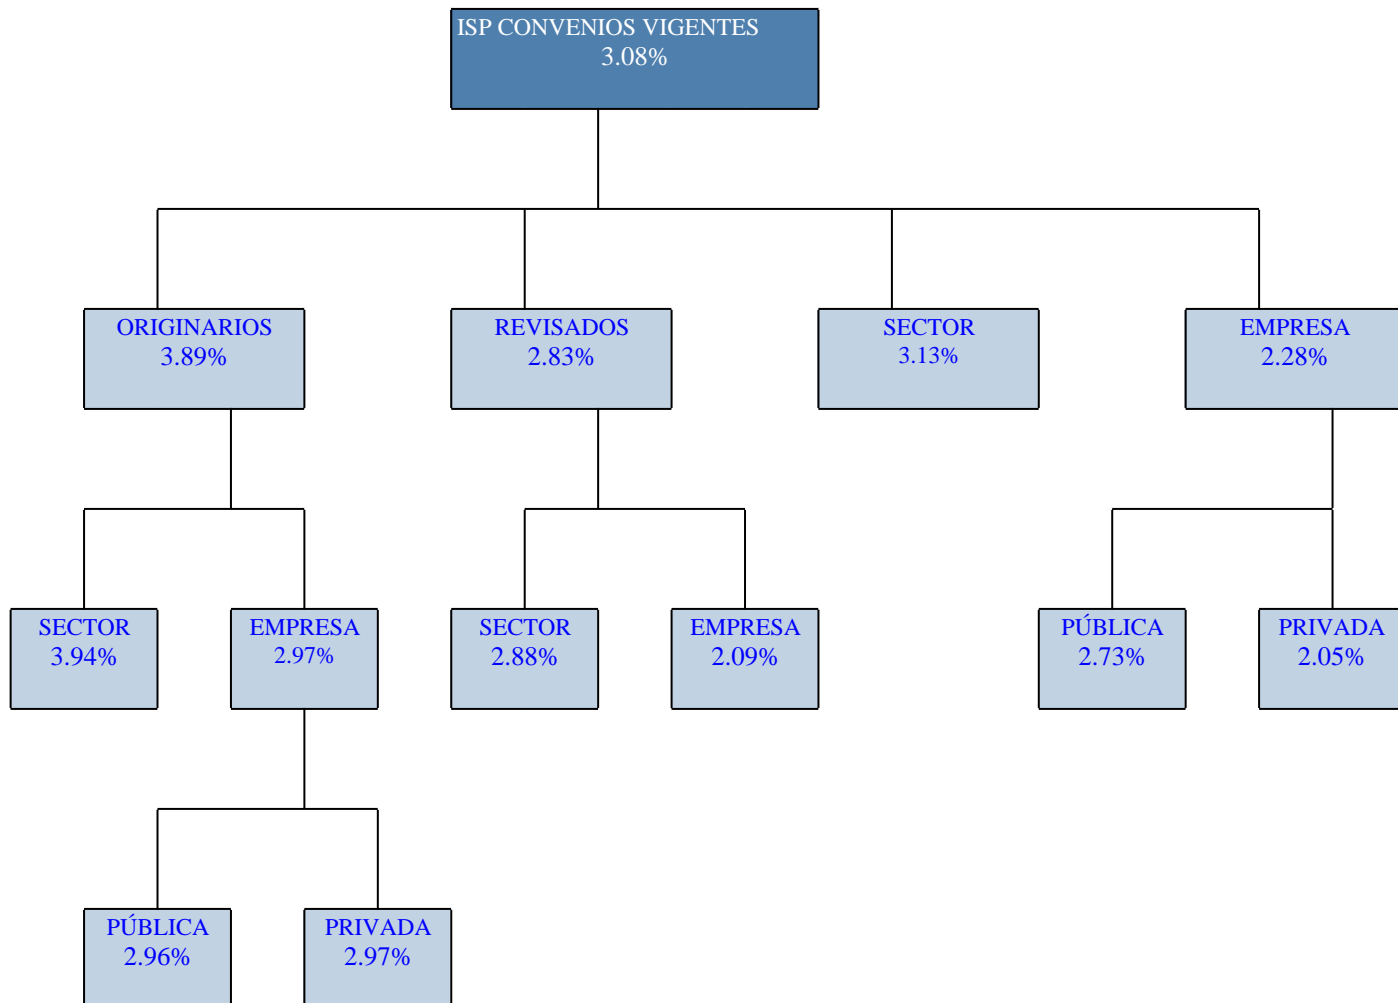 ISP CONVENIOS VIGENTES
3.08%
ORIGINARIOS
3.89%
REVISADOS
2.83%
SECTOR
3.13%
EMPRESA
2.28%
SECTOR
3.94%
EMPRESA
2.97%
SECTOR
2.88%
EMPRESA
2.09%
PÚBLICA
2.73%
PRIVADA
2.05%
PÚBLICA
2.96%
PRIVADA
2.97%